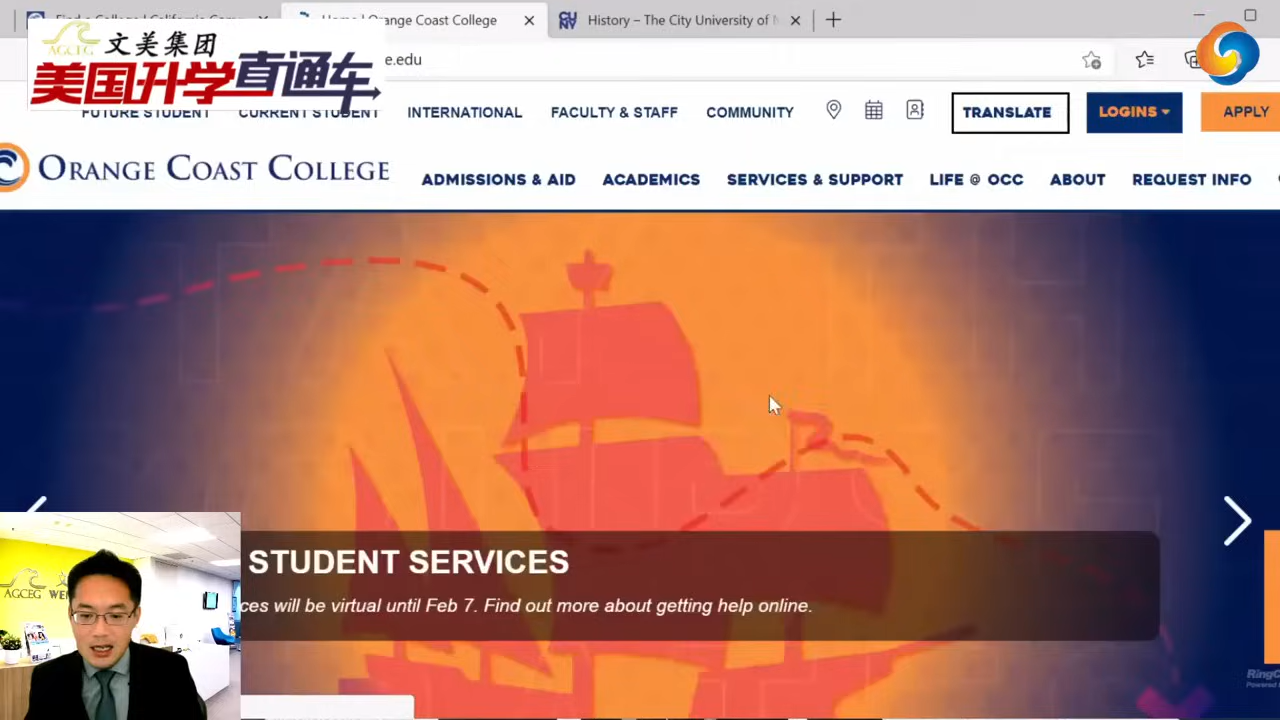 Home | Orange Coast College
History – The City University of N
AGCEG 文美集团
美国升学直通车
e.edu
FUTURE STUDENT CURRENT STUDENT INTERNATIONAL FACULTY & STAFF COMMUNITY TRANSLATE LOGINS APPLY
ORANGE COAST COLLEGE
ADMISSIONS & AID ACADEMICS SERVICES & SUPPORT LIFE @ OCC ABOUT REQUEST INFO
STUDENT SERVICES
ces will be virtual until Feb 7. Find out more about getting help online.
AGCEG